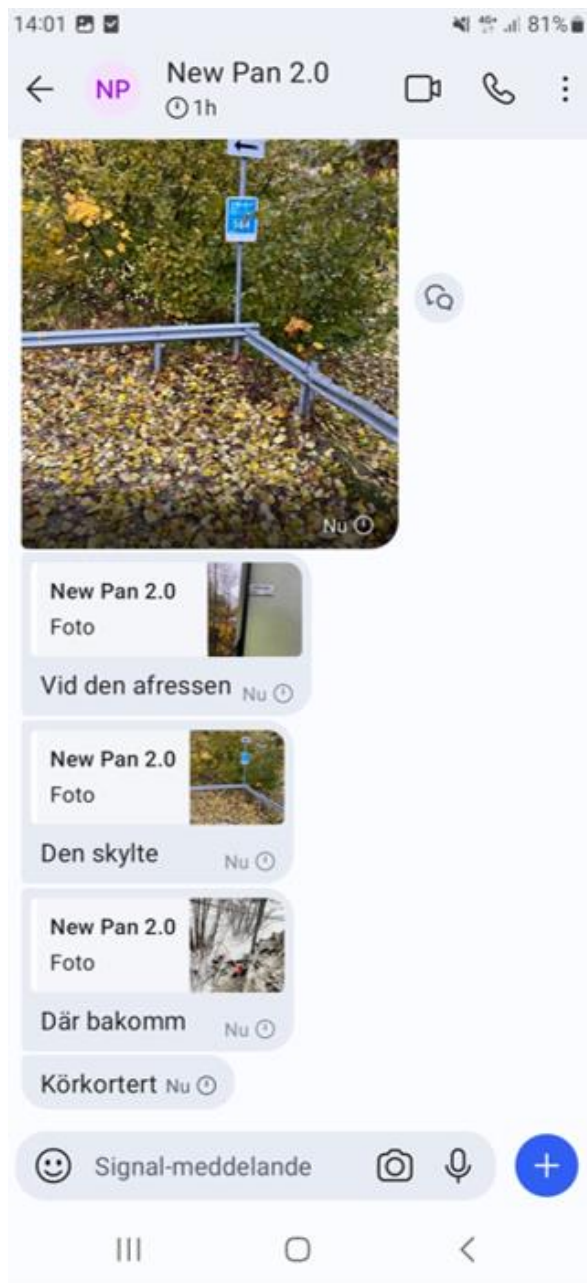 14:01 81%
NP New Pan 2.0
1h
Nu
New Pan 2.0
Foto
Vid den afressen Nu
New Pan 2.0
Foto
Den skylte Nu
New Pan 2.0
Foto
Där bakomm Nu
Körkortert Nu
Signal-meddelande